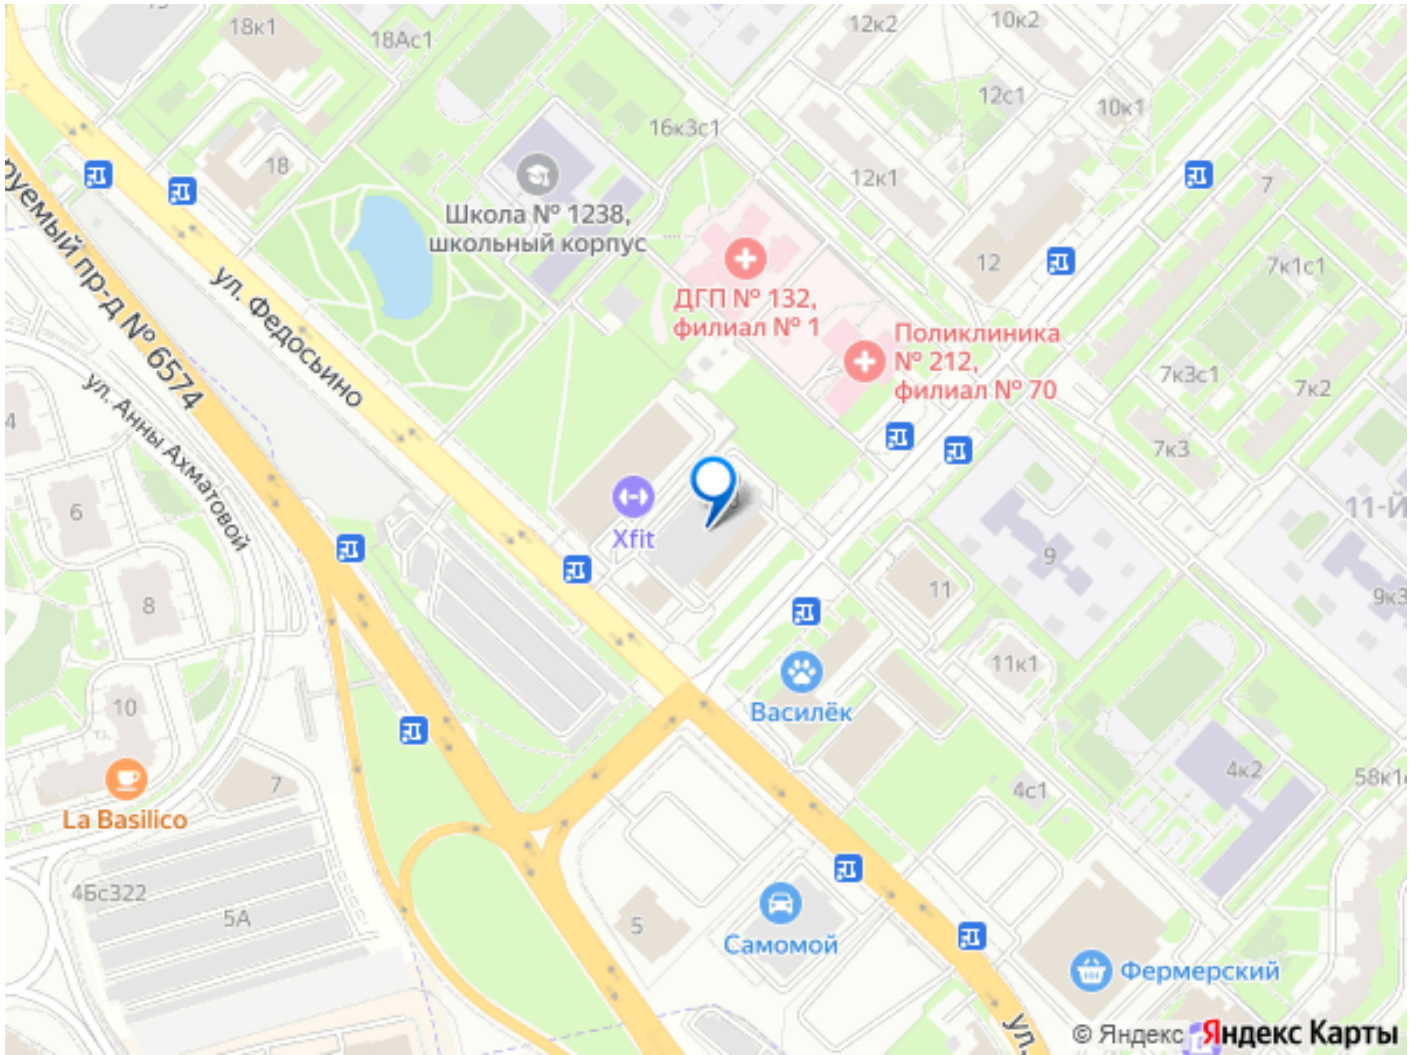 18к1
18Ас1
12к2
10к2
12с1
10к1
16к3с1
18
12к1
7
Школа № 1238,
школьный корпус
12
7к1с1
ДГП № 132,
филиал № 1
Поликлиника
№ 212,
филиал № 70
руемый пр-д № 6574
ул. Федосьино
ул. Анны Ахматовой
7к3с1
7к2
4
7к3
6
Xfit
11-й
9
8
11
9к3
11к1
10
Василёк
La Basilico
7
4с1
4к2
58к1
4Бс322
5А
5
Самомой
Фермерский
ул.
© Яндекс Яндекс Карты